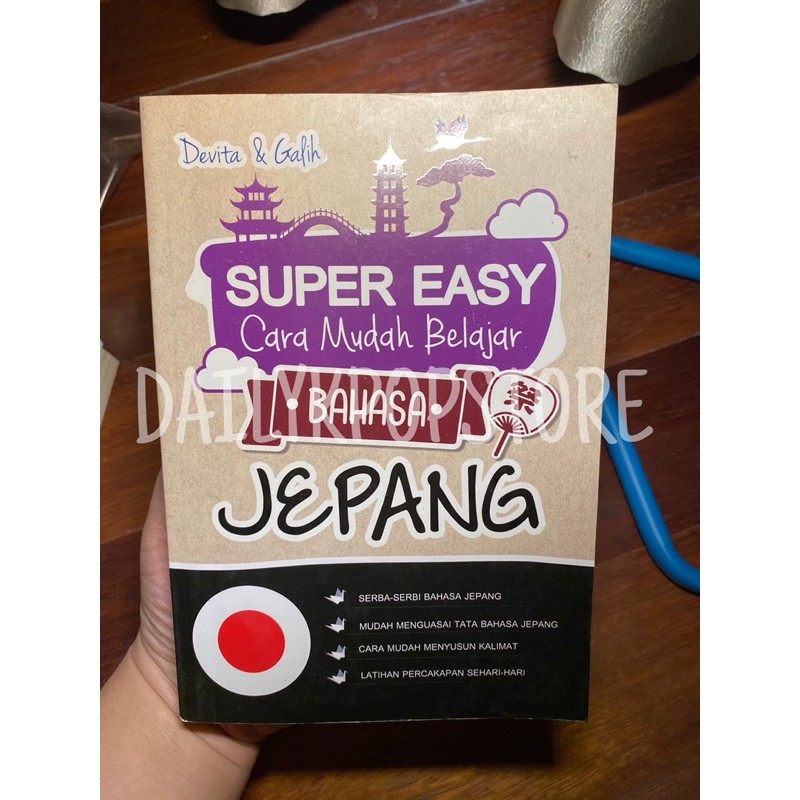 Devita & Galih
SUPER EASY
Cara Mudah Belajar
BAHASA
祭
DAILYKPOPSTORE
JEPANG
SERBA-SERBI BAHASA JEPANG
MUDAH MENGUASAI TATA BAHASA JEPANG
CARA MUDAH MENYUSUN KALIMAT
LATIHAN PERCAKAPAN SEHARI-HARI